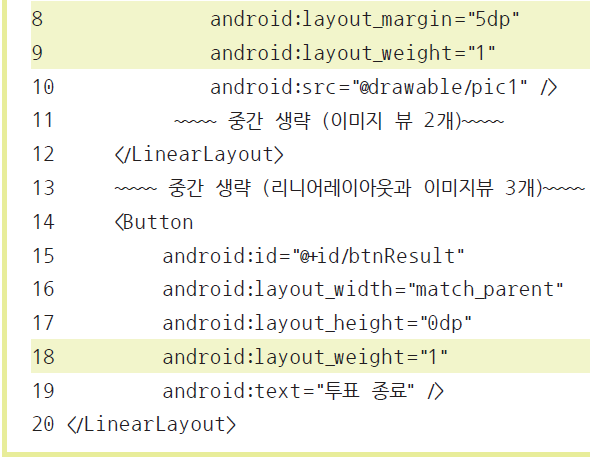 8 android:layout_margin="5dp"
9 android:layout_weight="1"
10 android:src="@drawable/pic1" />
11 ~~~~~ 중간 생략 (이미지 뷰 2개)~~~~~
12 </LinearLayout>
13 ~~~~~ 중간 생략 (리니어레이아웃과 이미지뷰 3개)~~~~~
14 <Button
15 android:id="@+id/btnResult"
16 android:layout_width="match_parent"
17 android:layout_height="0dp"
18 android:layout_weight="1"
19 android:text="투표 종료" />
20 </LinearLayout>